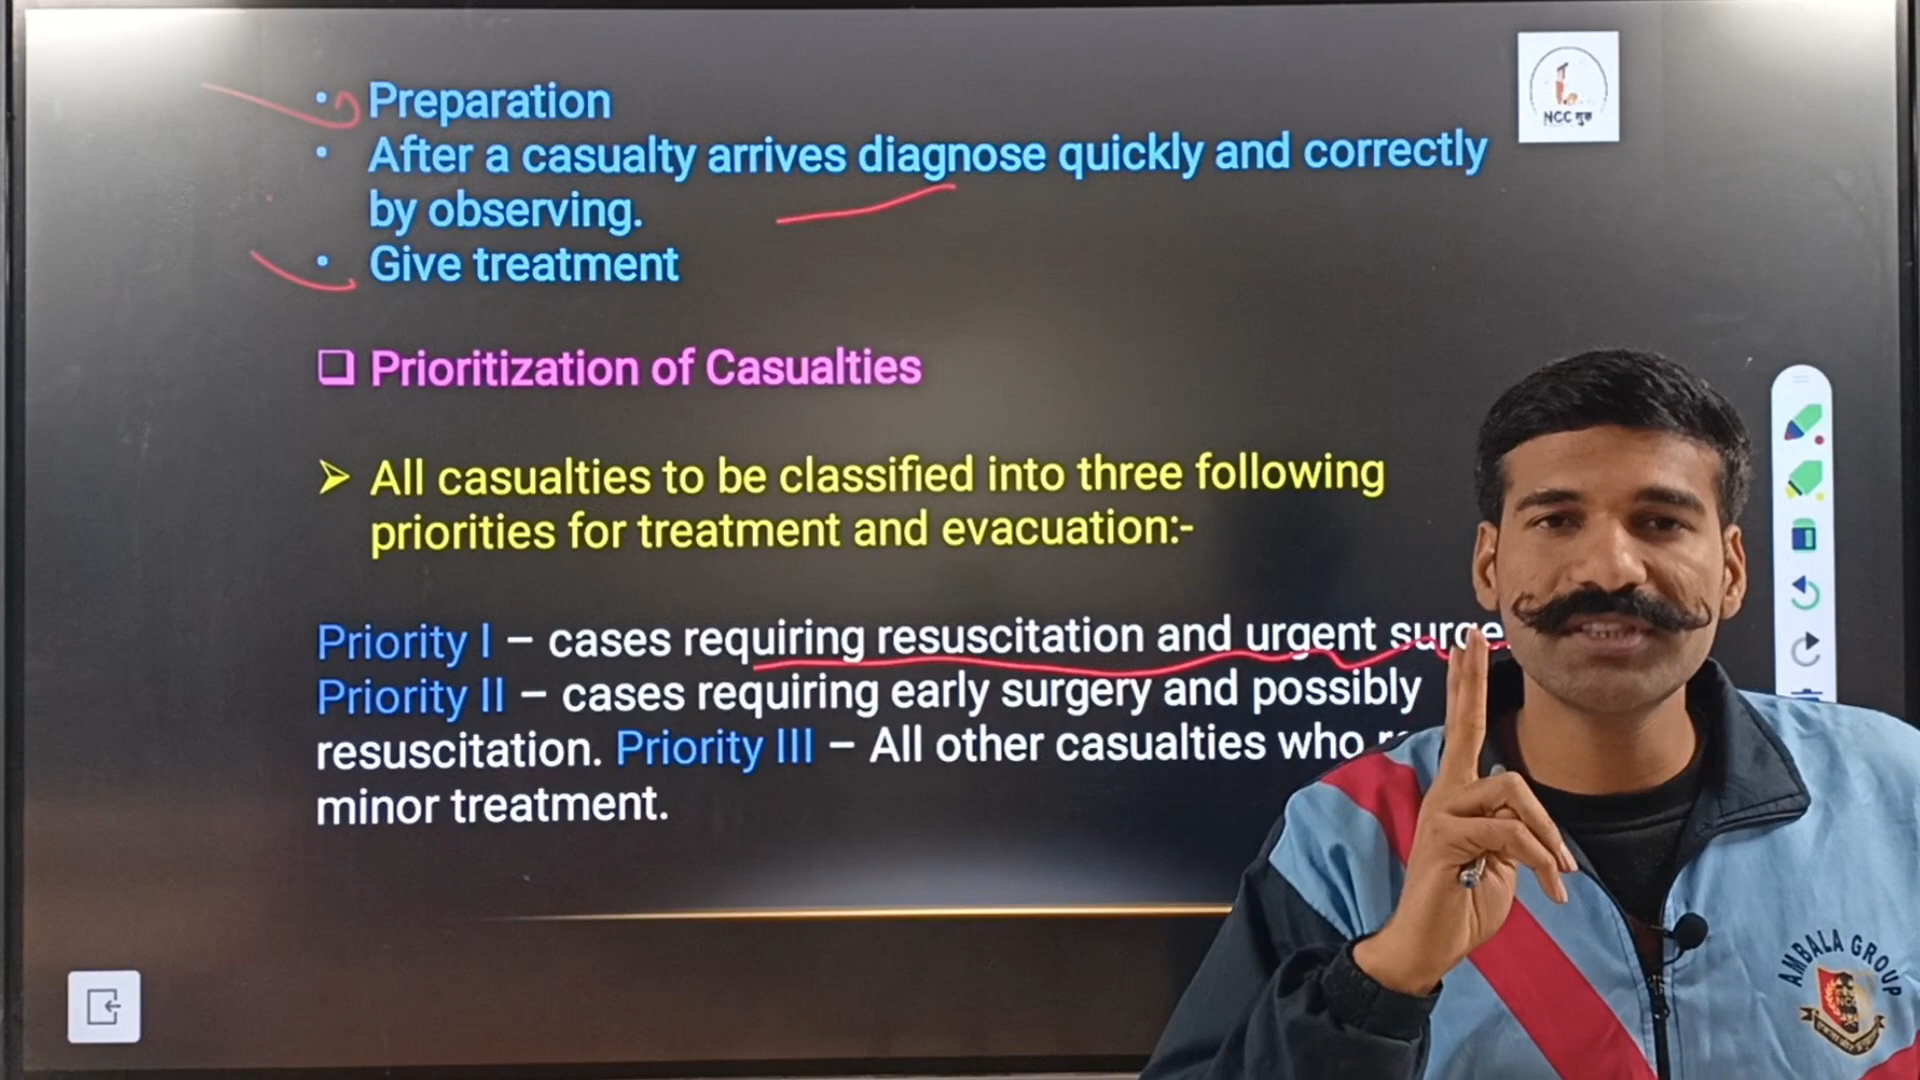 • Preparation
• After a casualty arrives diagnose quickly and correctly
by observing.
• Give treatment
NCC गुरु
❑ Prioritization of Casualties
➢ All casualties to be classified into three following
priorities for treatment and evacuation:-
Priority I – cases requiring resuscitation and urgent
Priority II – cases requiring early surgery and possibly
resuscitation. Priority III – All other casualties who
minor treatment.
AMBALA GROUP
NCC